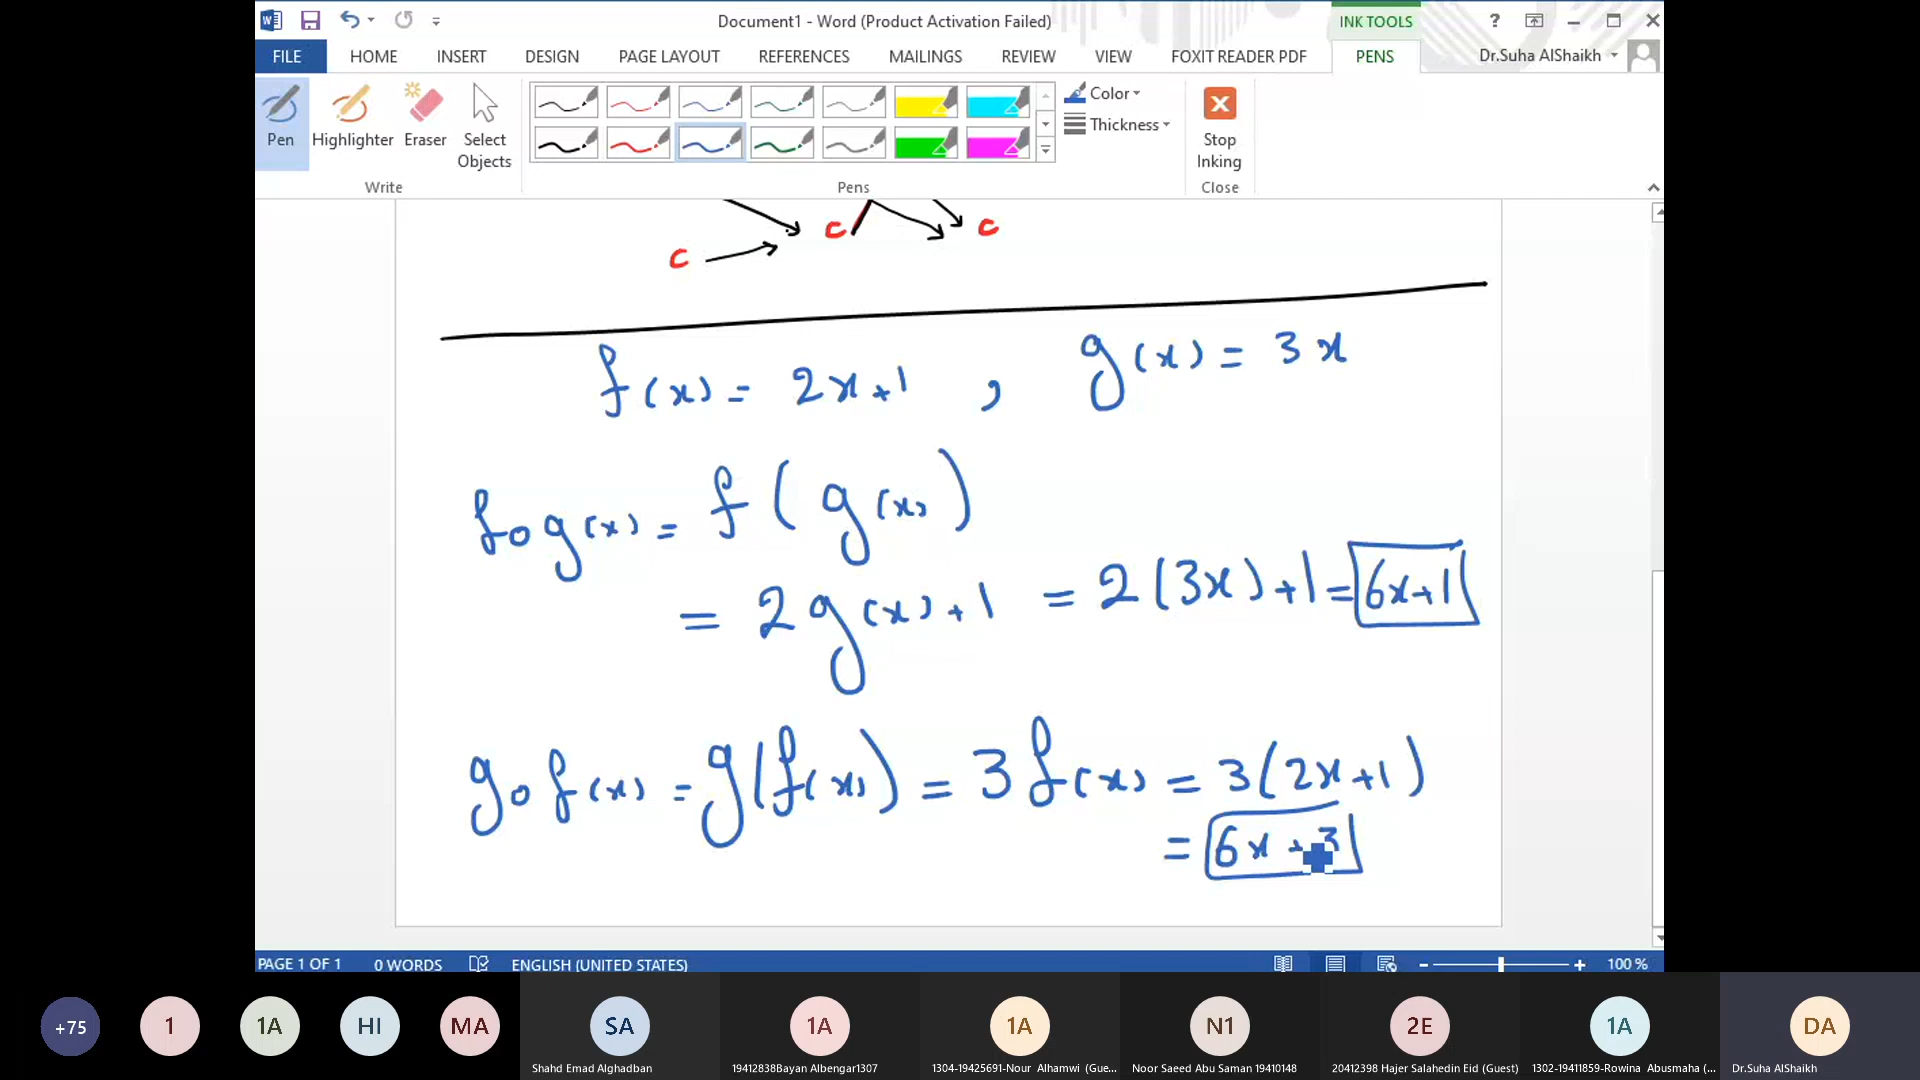 Document1 - Word (Product Activation Failed)
INK TOOLS
?
FILE HOME INSERT DESIGN PAGE LAYOUT REFERENCES MAILINGS REVIEW VIEW FOXIT READER PDF PENS
Dr.Suha AlShaikh
Pen Highlighter Eraser Select Objects
Color
Thickness
Stop Inking
Write Pens Close
c c
c
f(x) = 2x+1 , g(x) = 3x
fog(x) = f(g(x))
= 2g(x)+1 = 2(3x)+1 = 6x+1
gof(x) = g(f(x)) = 3f(x) = 3(2x+1)
= 6x+3
PAGE 1 OF 1 0 WORDS ENGLISH (UNITED STATES) 100 %
+75 1 1A HI MA SA 1A 1A N1 2E 1A DA
Shahd Emad Alghadban 19412838Bayan Albengar1307 1304-19425691-Nour Alhamwi (Gue... Noor Saeed Abu Saman 19410148 20412398 Hajer Salahedin Eid (Guest) 1302-19411859-Rowina Abusmaha (... Dr.Suha AlShaikh